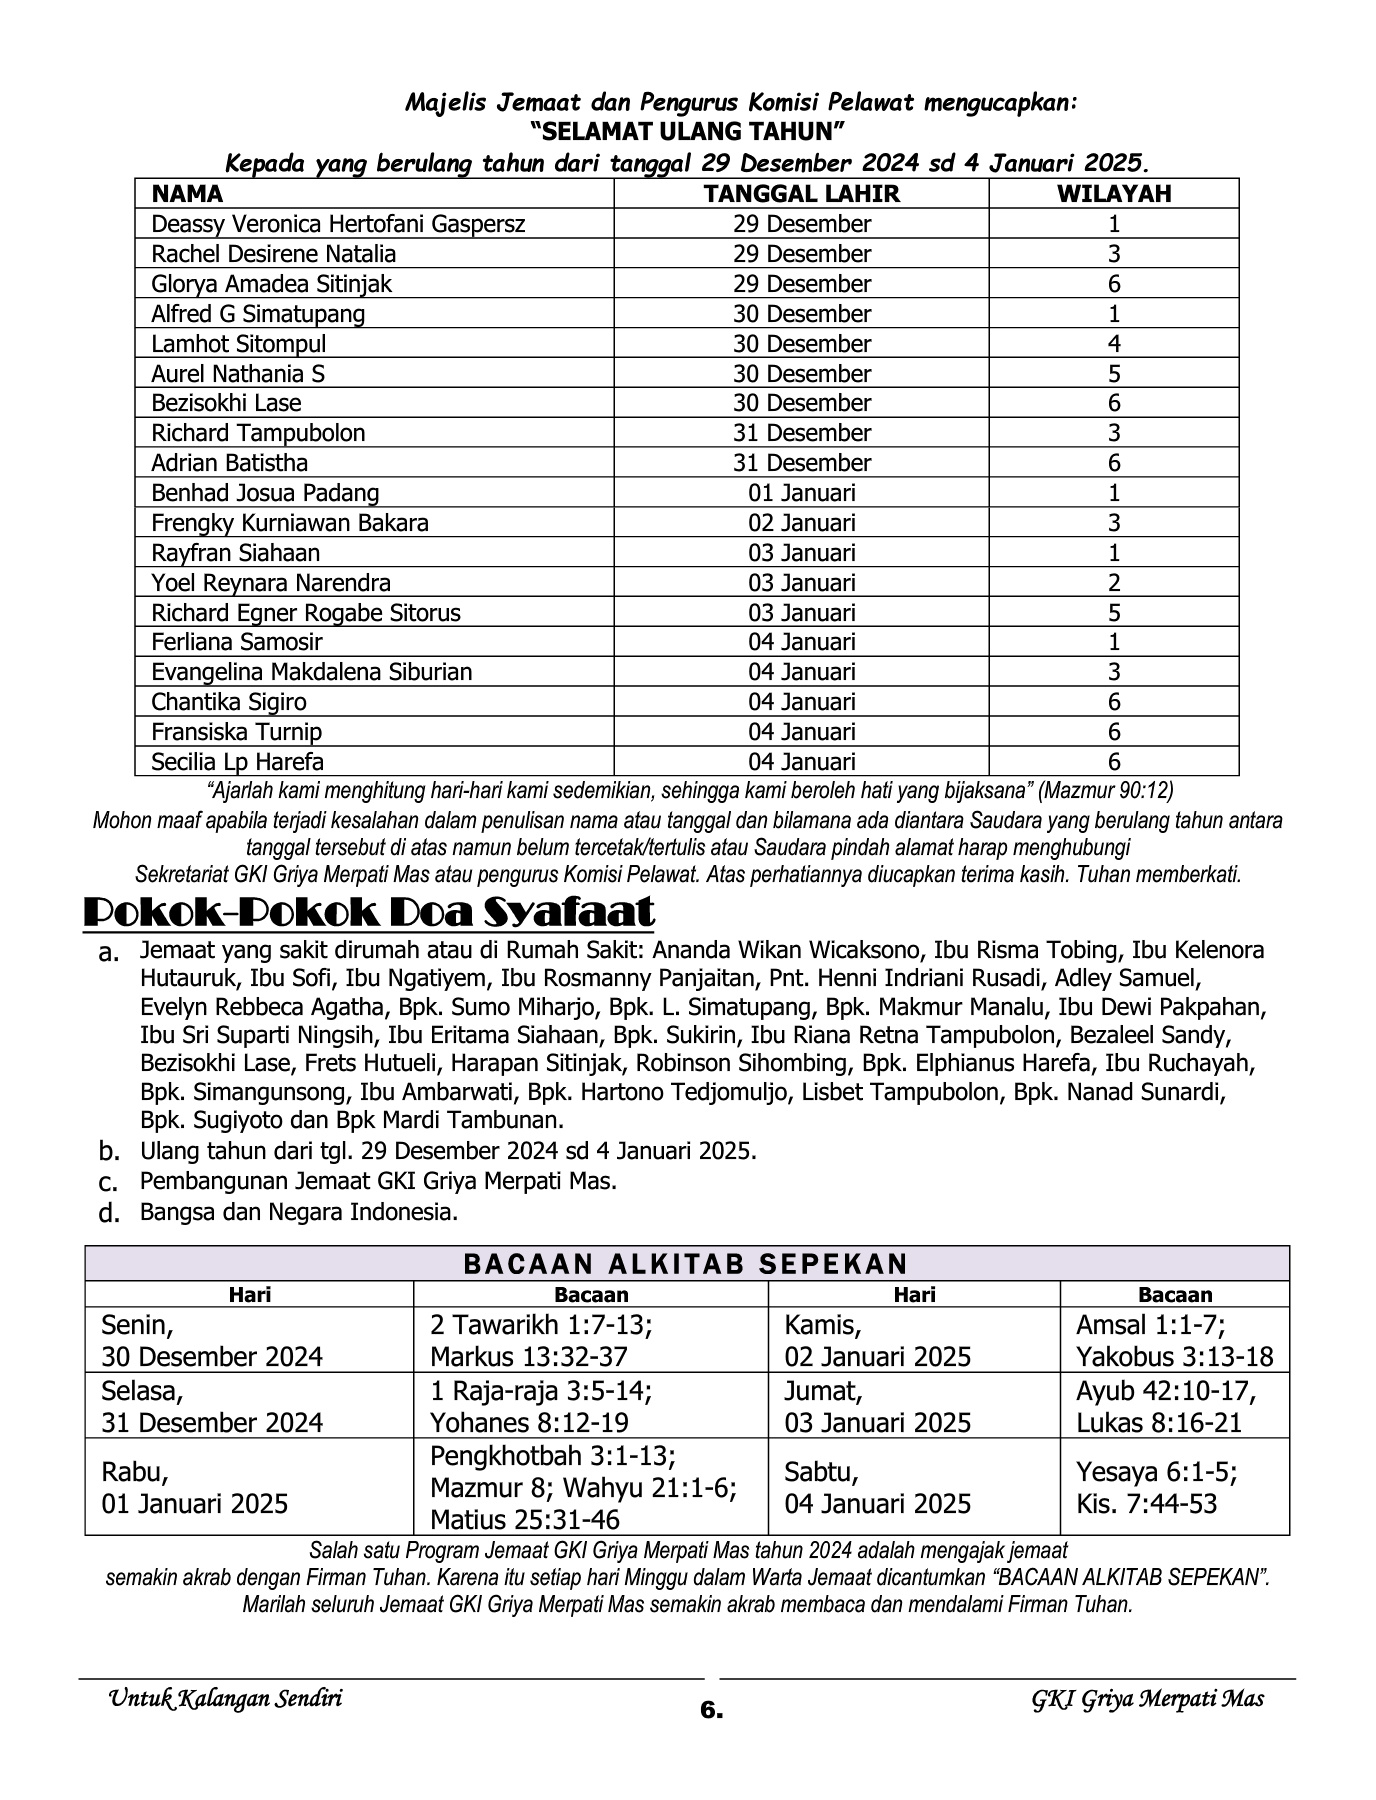 Majelis Jemaat dan Pengurus Komisi Pelawat mengucapkan:
“SELAMAT ULANG TAHUN”
Kepada yang berulang tahun dari tanggal 29 Desember 2024 sd 4 Januari 2025.
NAMA TANGGAL LAHIR WILAYAH
Deassy Veronica Hertofani Gaspersz 29 Desember 1
Rachel Desirene Natalia 29 Desember 3
Glorya Amadea Sitinjak 29 Desember 6
Alfred G Simatupang 30 Desember 1
Lamhot Sitompul 30 Desember 4
Aurel Nathania S 30 Desember 5
Bezisokhi Lase 30 Desember 6
Richard Tampubolon 31 Desember 3
Adrian Batistha 31 Desember 6
Benhad Josua Padang 01 Januari 1
Frengky Kurniawan Bakara 02 Januari 3
Rayfran Siahaan 03 Januari 1
Yoel Reynara Narendra 03 Januari 2
Richard Egner Rogabe Sitorus 03 Januari 5
Ferliana Samosir 04 Januari 1
Evangelina Makdalena Siburian 04 Januari 3
Chantika Sigiro 04 Januari 6
Fransiska Turnip 04 Januari 6
Secilia Lp Harefa 04 Januari 6
“Ajarlah kami menghitung hari-hari kami sedemikian, sehingga kami beroleh hati yang bijaksana” (Mazmur 90:12)
Mohon maaf apabila terjadi kesalahan dalam penulisan nama atau tanggal dan bilamana ada diantara Saudara yang berulang tahun antara
tanggal tersebut di atas namun belum tercetak/tertulis atau Saudara pindah alamat harap menghubungi
Sekretariat GKI Griya Merpati Mas atau pengurus Komisi Pelawat. Atas perhatiannya diucapkan terima kasih. Tuhan memberkati.
Pokok-Pokok Doa Syafaat
a. Jemaat yang sakit dirumah atau di Rumah Sakit: Ananda Wikan Wicaksono, Ibu Risma Tobing, Ibu Kelenora
Hutauruk, Ibu Sofi, Ibu Ngatiyem, Ibu Rosmanny Panjaitan, Pnt. Henni Indriani Rusadi, Adley Samuel,
Evelyn Rebbeca Agatha, Bpk. Sumo Miharjo, Bpk. L. Simatupang, Bpk. Makmur Manalu, Ibu Dewi Pakpahan,
Ibu Sri Suparti Ningsih, Ibu Eritama Siahaan, Bpk. Sukirin, Ibu Riana Retna Tampubolon, Bezaleel Sandy,
Bezisokhi Lase, Frets Hutueli, Harapan Sitinjak, Robinson Sihombing, Bpk. Elphianus Harefa, Ibu Ruchayah,
Bpk. Simangunsong, Ibu Ambarwati, Bpk. Hartono Tedjomuljo, Lisbet Tampubolon, Bpk. Nanad Sunardi,
Bpk. Sugiyoto dan Bpk Mardi Tambunan.
b. Ulang tahun dari tgl. 29 Desember 2024 sd 4 Januari 2025.
c. Pembangunan Jemaat GKI Griya Merpati Mas.
d. Bangsa dan Negara Indonesia.
BACAAN ALKITAB SEPEKAN
Hari Bacaan Hari Bacaan
Senin, 2 Tawarikh 1:7-13; Kamis, Amsal 1:1-7;
30 Desember 2024 Markus 13:32-37 02 Januari 2025 Yakobus 3:13-18
Selasa, 1 Raja-raja 3:5-14; Jumat, Ayub 42:10-17,
31 Desember 2024 Yohanes 8:12-19 03 Januari 2025 Lukas 8:16-21
Rabu,
01 Januari 2025
Pengkhotbah 3:1-13;
Mazmur 8; Wahyu 21:1-6;
Matius 25:31-46
Sabtu,
04 Januari 2025
Yesaya 6:1-5;
Kis. 7:44-53
Salah satu Program Jemaat GKI Griya Merpati Mas tahun 2024 adalah mengajak jemaat
semakin akrab dengan Firman Tuhan. Karena itu setiap hari Minggu dalam Warta Jemaat dicantumkan “BACAAN ALKITAB SEPEKAN”.
Marilah seluruh Jemaat GKI Griya Merpati Mas semakin akrab membaca dan mendalami Firman Tuhan.
Untuk Kalangan Sendiri 6. GKI Griya Merpati Mas